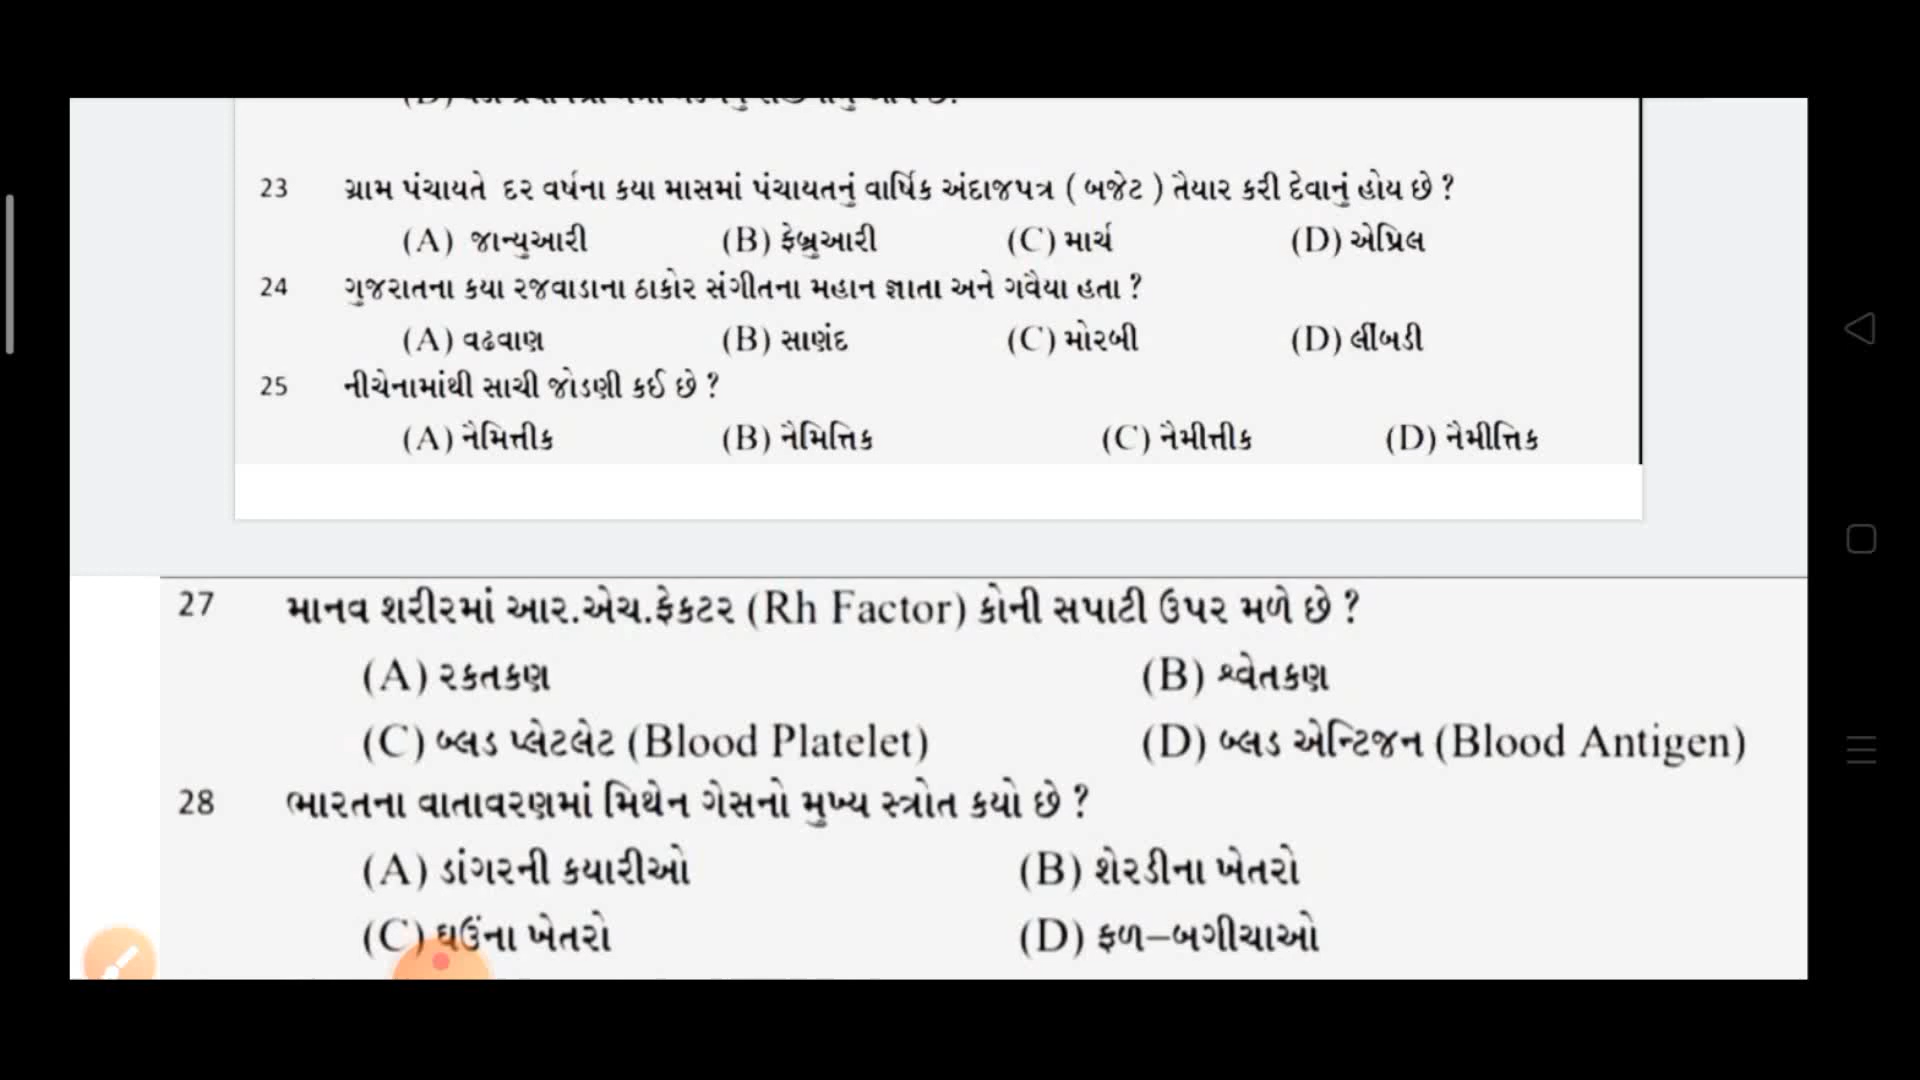 23 ગ્રામ પંચાયતે દર વર્ષના કયા માસમાં પંચાયતનું વાર્ષિક અંદાજપત્ર ( બજેટ ) તૈયાર કરી દેવાનું હોય છે ?
(A) જાન્યુઆરી (B) ફેબ્રુઆરી (C) માર્ચ (D) એપ્રિલ
24 ગુજરાતના કયા રજવાડાના ઠાકોર સંગીતના મહાન જ્ઞાતા અને ગવૈયા હતા ?
(A) વઢવાણ (B) સાણંદ (C) મોરબી (D) લીંબડી
25 નીચેનામાંથી સાચી જોડણી કઈ છે ?
(A) નૈમિત્તીક (B) નૈમિત્તિક (C) નૈમીત્તીક (D) નૈમીત્તિક
27 માનવ શરીરમાં આર.એચ.ફેકટર (Rh Factor) કોની સપાટી ઉપર મળે છે ?
(A) રકતકણ (B) શ્વેતકણ
(C) બ્લડ પ્લેટલેટ (Blood Platelet) (D) બ્લડ એન્ટિજન (Blood Antigen)
28 ભારતના વાતાવરણમાં મિથેન ગેસનો મુખ્ય સ્ત્રોત કયો છે ?
(A) ડાંગરની કયારીઓ (B) શેરડીના ખેતરો
(C) ઘઉંના ખેતરો (D) ફળ–બગીચાઓ